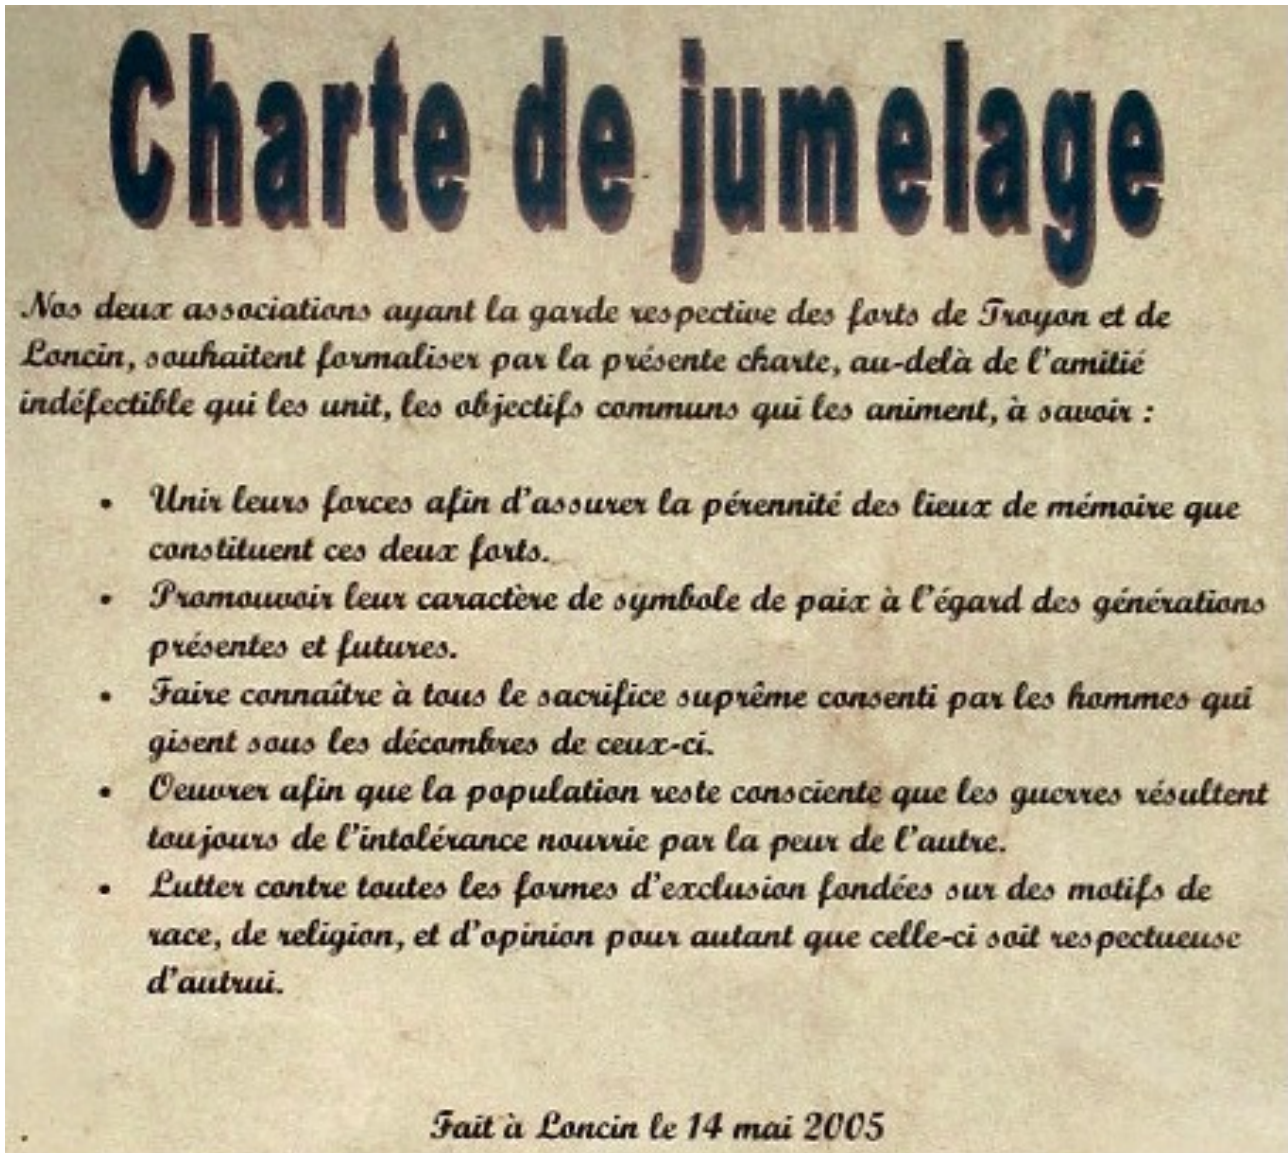 Charte de jumelage
Nos deux associations ayant la garde respective des forts de Troyon et de
Loncin, souhaitent formaliser par la présente charte, au-delà de l'amitié
indéfectible qui les unit, les objectifs communs qui les animent, à savoir :
• Unir leurs forces afin d'assurer la pérennité des lieux de mémoire que
constituent ces deux forts.
• Promouvoir leur caractère de symbole de paix à l'égard des générations
présentes et futures.
• Faire connaître à tous le sacrifice suprême consenti par les hommes qui
gisent sous les décombres de ceux-ci.
• Oeuvrer afin que la population reste consciente que les guerres résultent
toujours de l'intolérance nourrie par la peur de l'autre.
• Lutter contre toutes les formes d'exclusion fondées sur des motifs de
race, de religion, et d'opinion pour autant que celle-ci soit respectueuse
d'autrui.
Fait à Loncin le 14 mai 2005